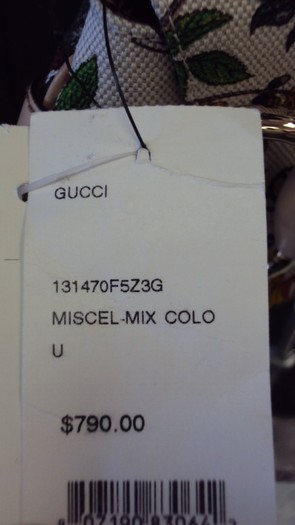 GUCCI
131470F5Z3G
MISCEL-MIX COLO
U
$790.00